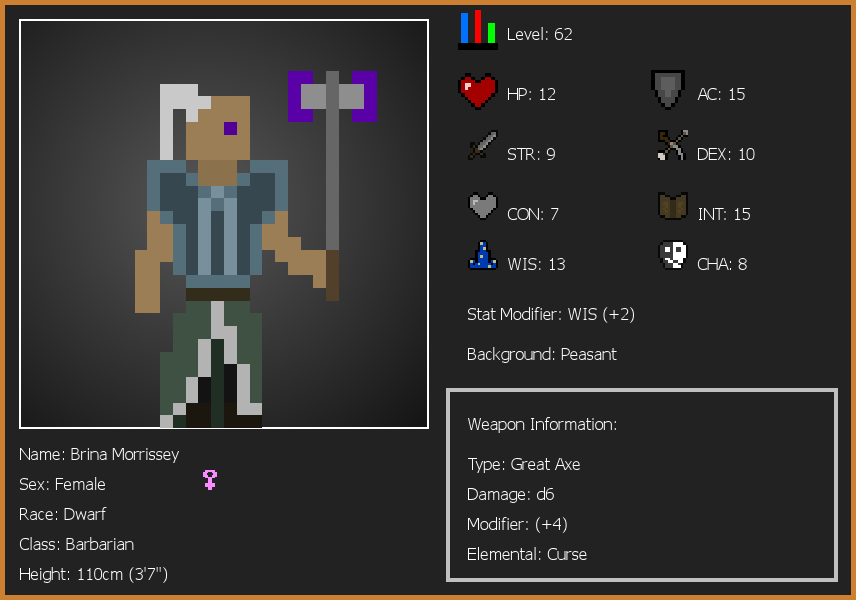 Level: 62
HP: 12
AC: 15
STR: 9
DEX: 10
CON: 7
INT: 15
WIS: 13
CHA: 8
Stat Modifier: WIS (+2)
Background: Peasant
Weapon Information:
Type: Great Axe
Damage: d6
Modifier: (+4)
Elemental: Curse
Name: Brina Morrissey
Sex: Female
Race: Dwarf
Class: Barbarian
Height: 110cm (3'7")